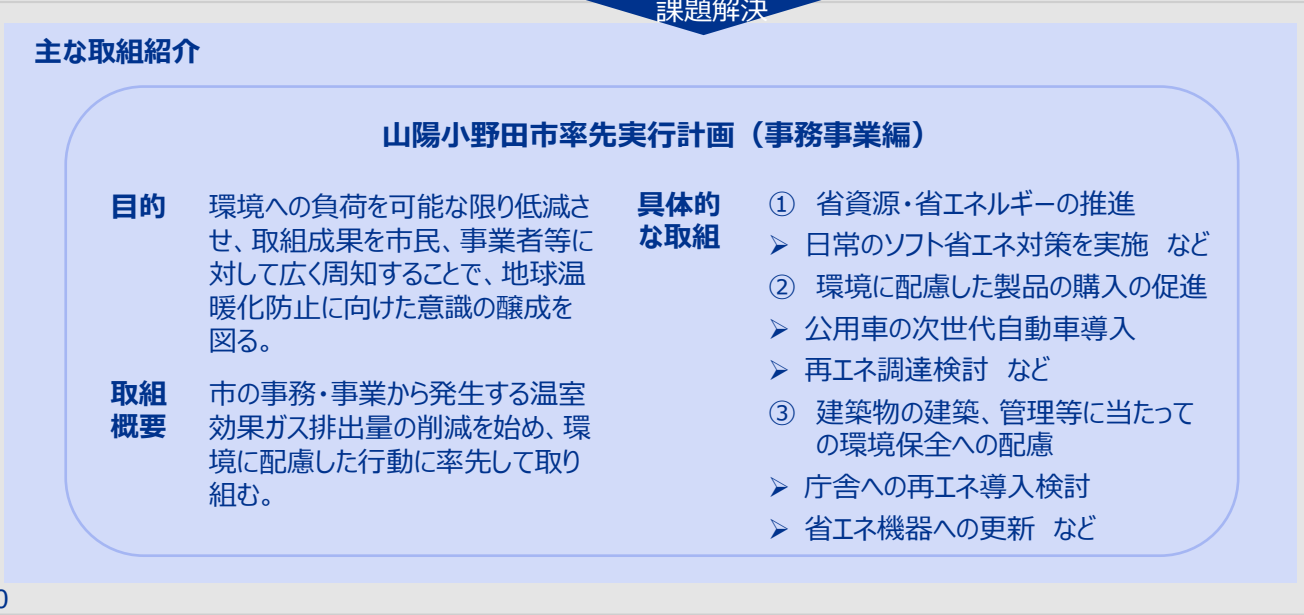 課題解決
主な取組紹介
山陽小野田市率先実行計画（事務事業編）
目的
環境への負荷を可能な限り低減さ
せ、取組成果を市民、事業者等に
対して広く周知することで、地球温
暖化防止に向けた意識の醸成を
図る。
取組
概要
市の事務・事業から発生する温室
効果ガス排出量の削減を始め、環
境に配慮した行動に率先して取り
組む。
具体的
な取組
① 省資源・省エネルギーの推進
➢ 日常のソフト省エネ対策を実施 など
② 環境に配慮した製品の購入の促進
➢ 公用車の次世代自動車導入
➢ 再エネ調達検討 など
③ 建築物の建築、管理等に当たって
の環境保全への配慮
➢ 庁舎への再エネ導入検討
➢ 省エネ機器への更新 など